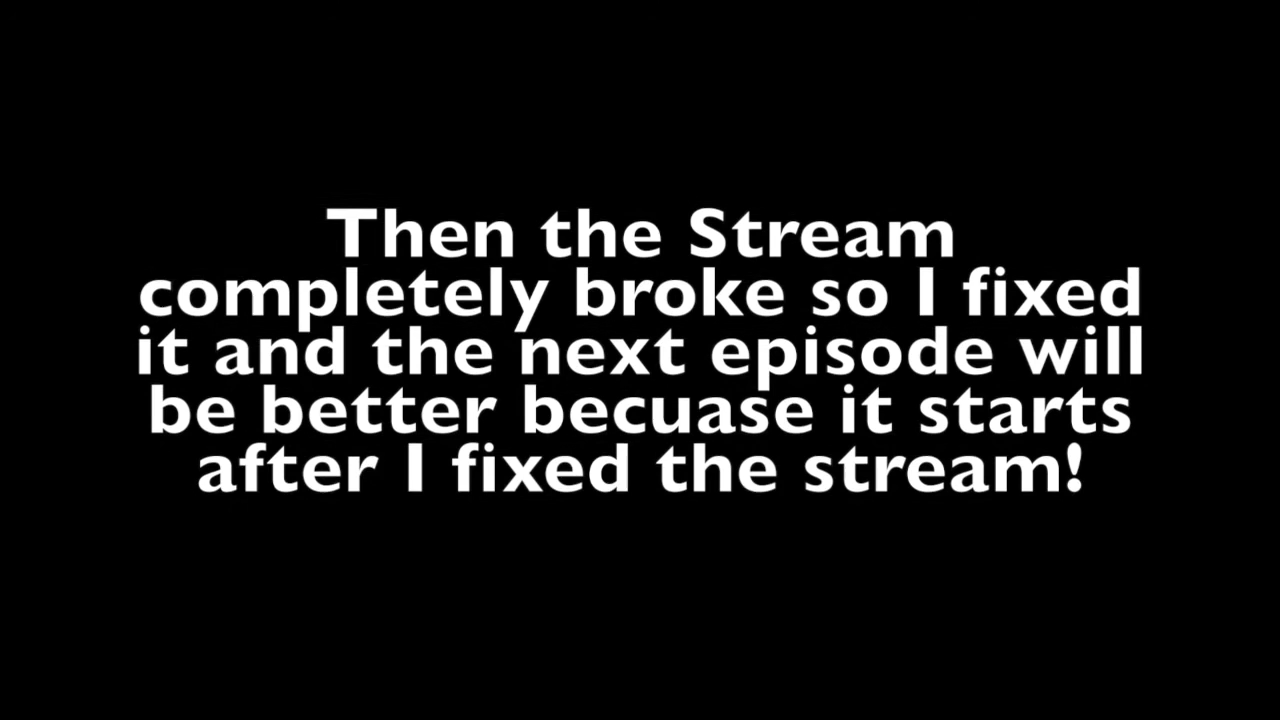 Then the Stream
completely broke so I fixed
it and the next episode will
be better becuase it starts
after I fixed the stream!